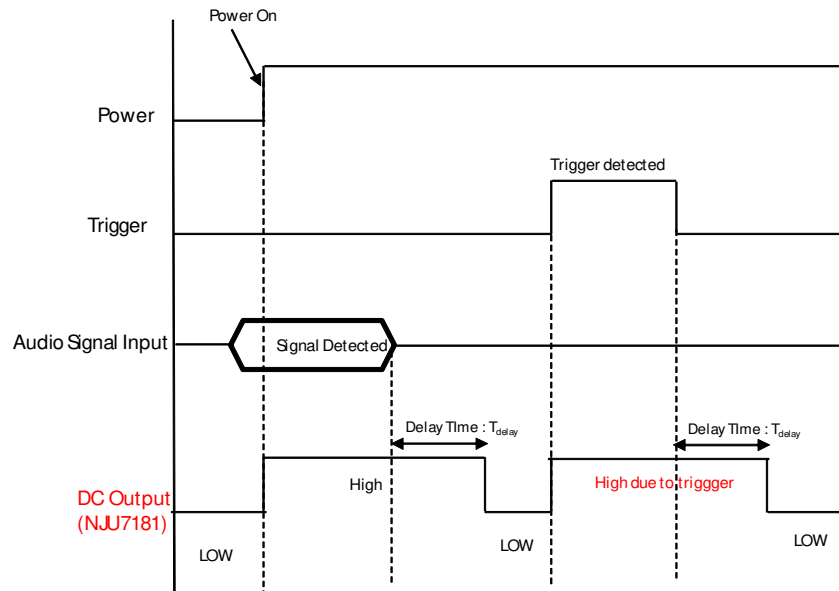 Power On
Power
Trigger detected
Trigger
Audio Signal Input
Signal Detected
Delay TIme : Tdelay
Delay TIme : Tdelay
High
High due to triggger
DC Output
(NJU7181)
LOW
LOW
LOW